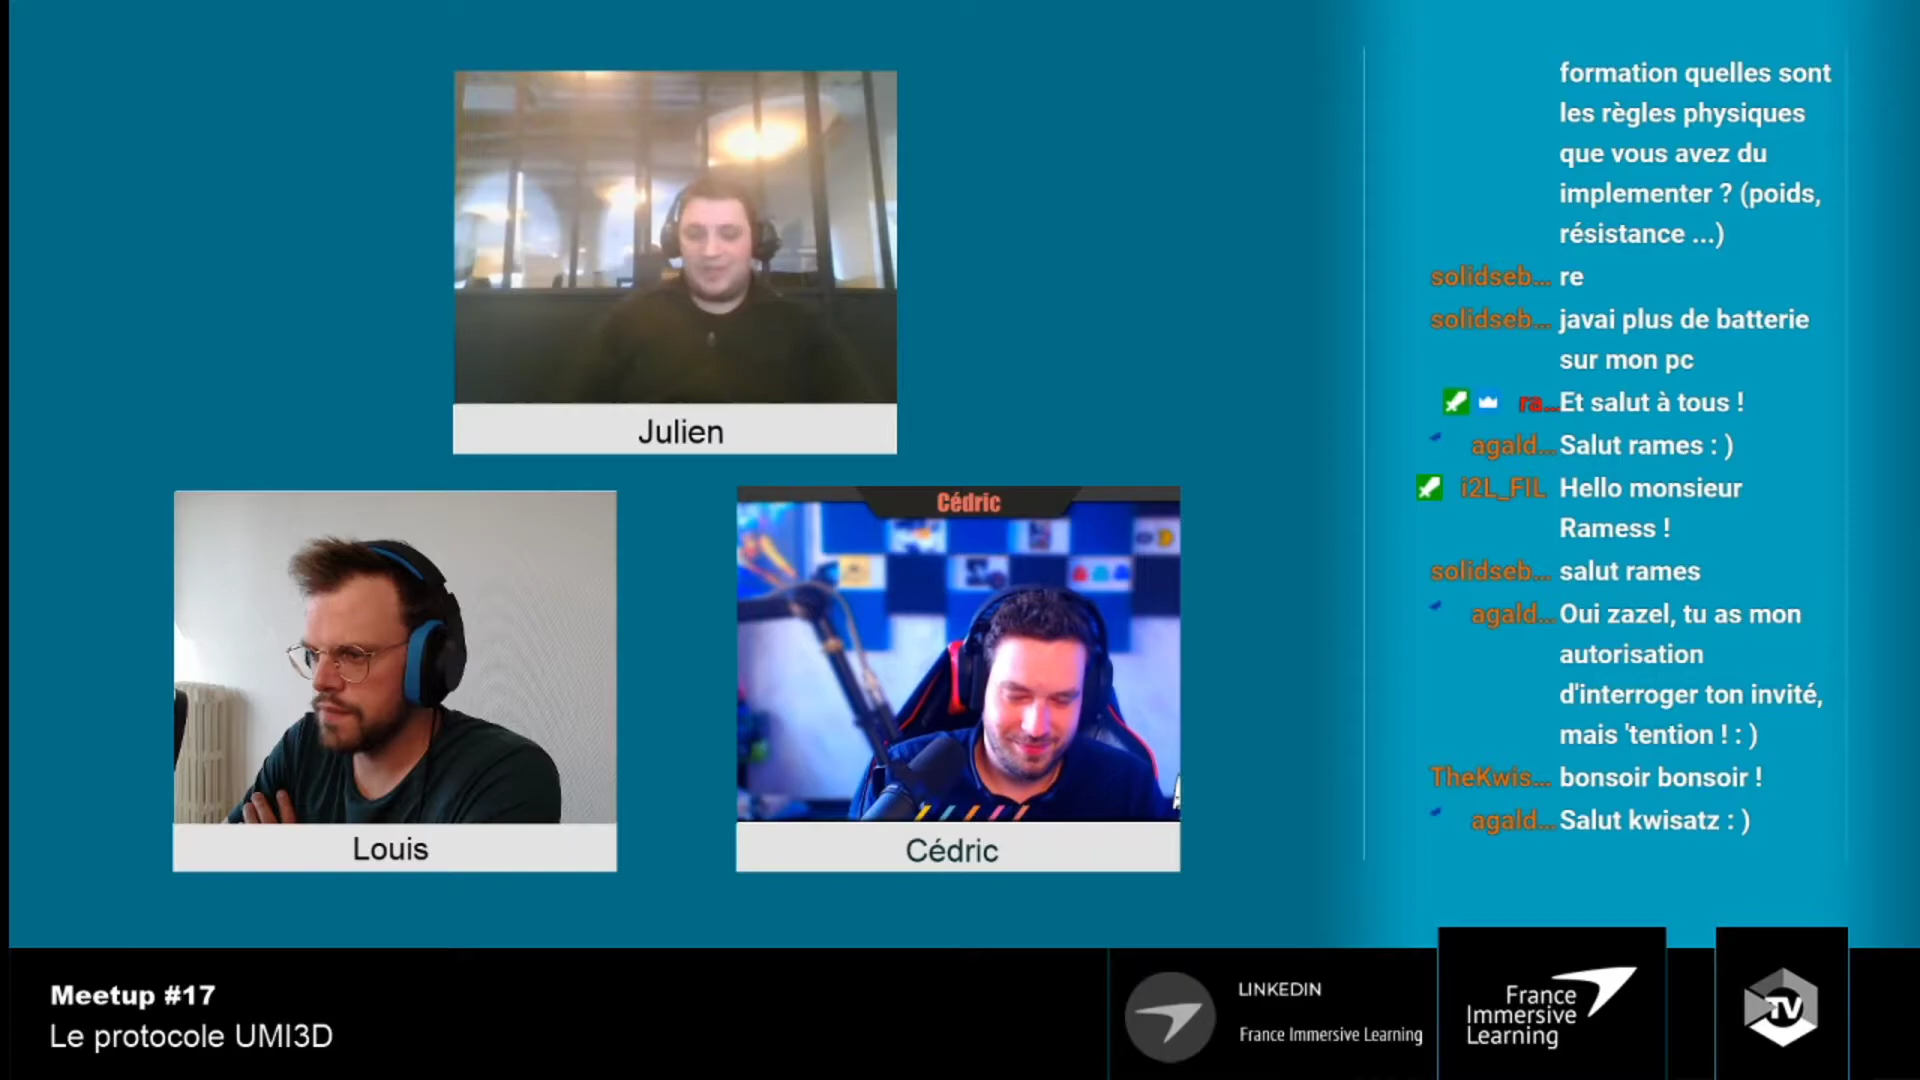 Julien
Cédric
Louis
Cédric
formation quelles sont
les règles physiques
que vous avez du
implementer ? (poids,
résistance ...)
solidseb... re
solidseb... javai plus de batterie
sur mon pc
ra... Et salut à tous !
agald... Salut rames : )
i2L_FIL Hello monsieur
Ramess !
solidseb... salut rames
agald... Oui zazel, tu as mon
autorisation
d'interroger ton invité,
mais 'tention ! : )
TheKwis... bonsoir bonsoir !
agald... Salut kwisatz : )
Meetup #17
Le protocole UMI3D
LINKEDIN
France Immersive Learning
France
Immersive
Learning
TV